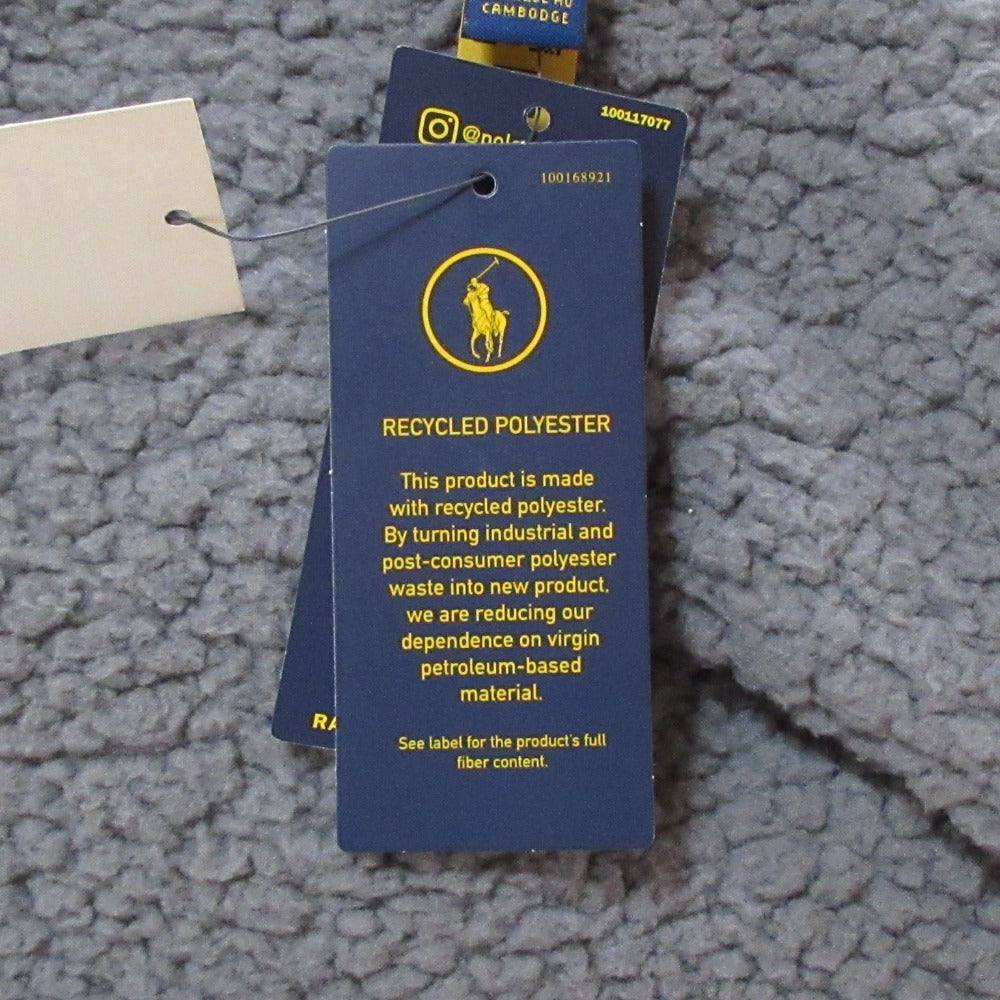 CAMBODGE
100117077
100168921
RECYCLED POLYESTER
This product is made
with recycled polyester.
By turning industrial and
post-consumer polyester
waste into new product,
we are reducing our
dependence on virgin
petroleum-based
material.
See label for the product's full
fiber content.